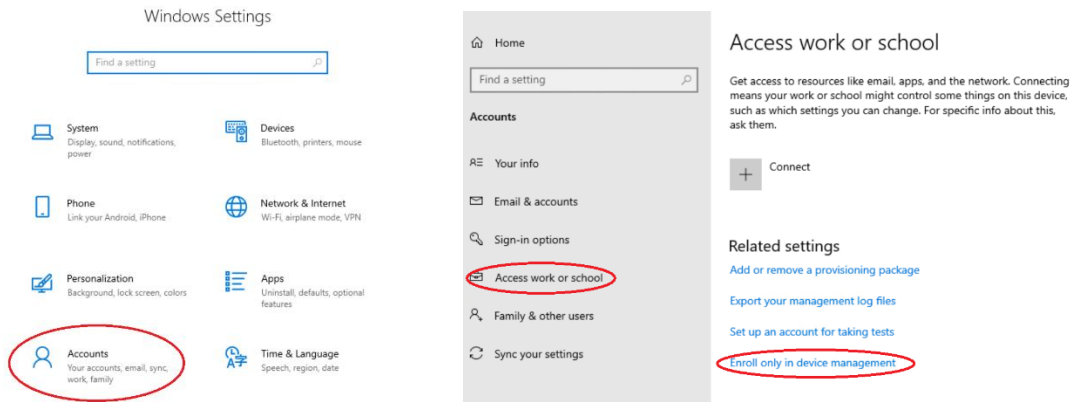 Windows Settings
Find a setting
System
Display, sound, notifications,
power
Devices
Bluetooth, printers, mouse
Phone
Link your Android, iPhone
Network & Internet
Wi-Fi, airplane mode, VPN
Personalization
Background, lock screen, colors
Apps
Uninstall, defaults, optional
features
Accounts
Your accounts, email, sync,
work, family
Time & Language
Speech, region, date
Home
Find a setting
Accounts
Your info
Email & accounts
Sign-in options
Access work or school
Family & other users
Sync your settings
Access work or school
Get access to resources like email, apps, and the network. Connecting
means your work or school might control some things on this device,
such as which settings you can change. For specific info about this,
ask them.
Connect
Related settings
Add or remove a provisioning package
Export your management log files
Set up an account for taking tests
Enroll only in device management